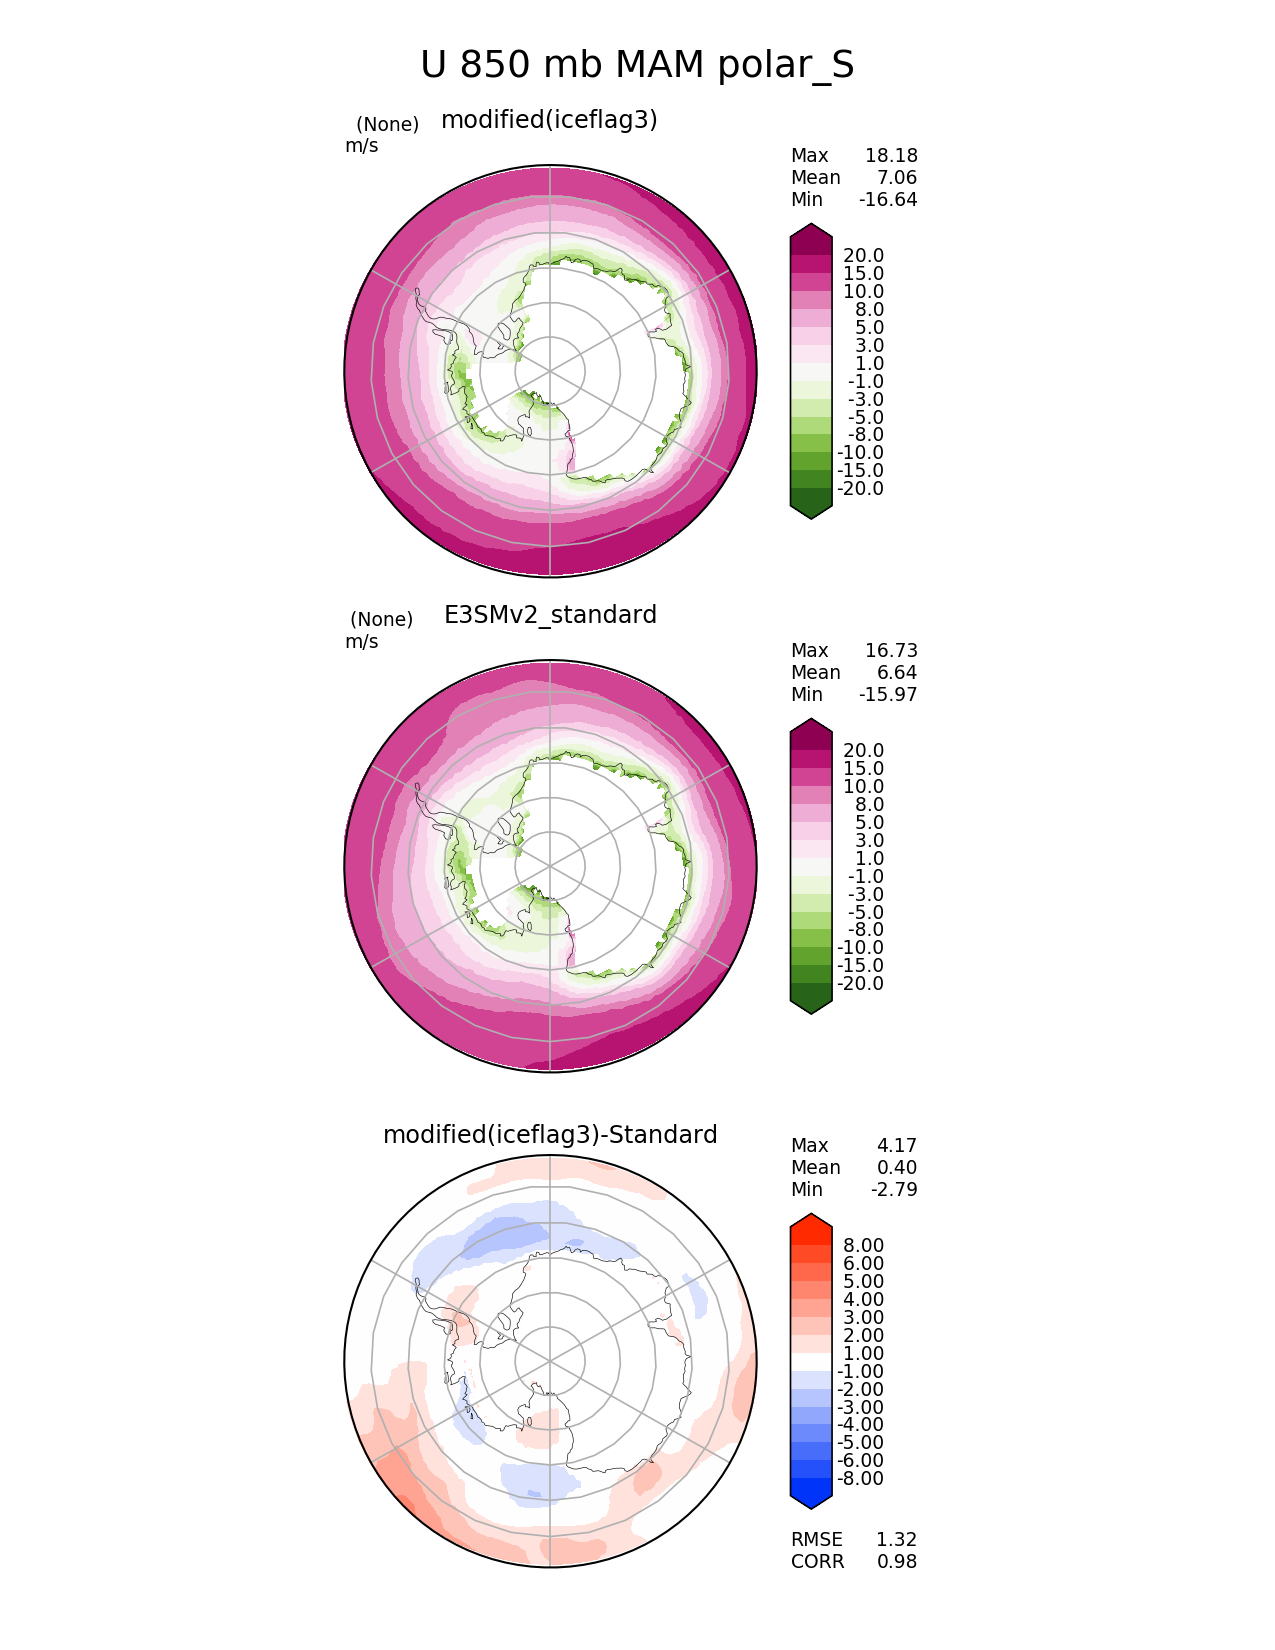 U 850 mb MAM polar_S
(None)
modified(iceflag3)
m/s
Max 18.18
Mean 7.06
Min -16.64
20.0
15.0
10.0
8.0
5.0
3.0
1.0
-1.0
-3.0
-5.0
-8.0
-10.0
-15.0
-20.0
(None)
E3SMv2_standard
m/s
Max 16.73
Mean 6.64
Min -15.97
20.0
15.0
10.0
8.0
5.0
3.0
1.0
-1.0
-3.0
-5.0
-8.0
-10.0
-15.0
-20.0
modified(iceflag3)-Standard
Max 4.17
Mean 0.40
Min -2.79
8.00
6.00
5.00
4.00
3.00
2.00
1.00
-1.00
-2.00
-3.00
-4.00
-5.00
-6.00
-8.00
RMSE 1.32
CORR 0.98